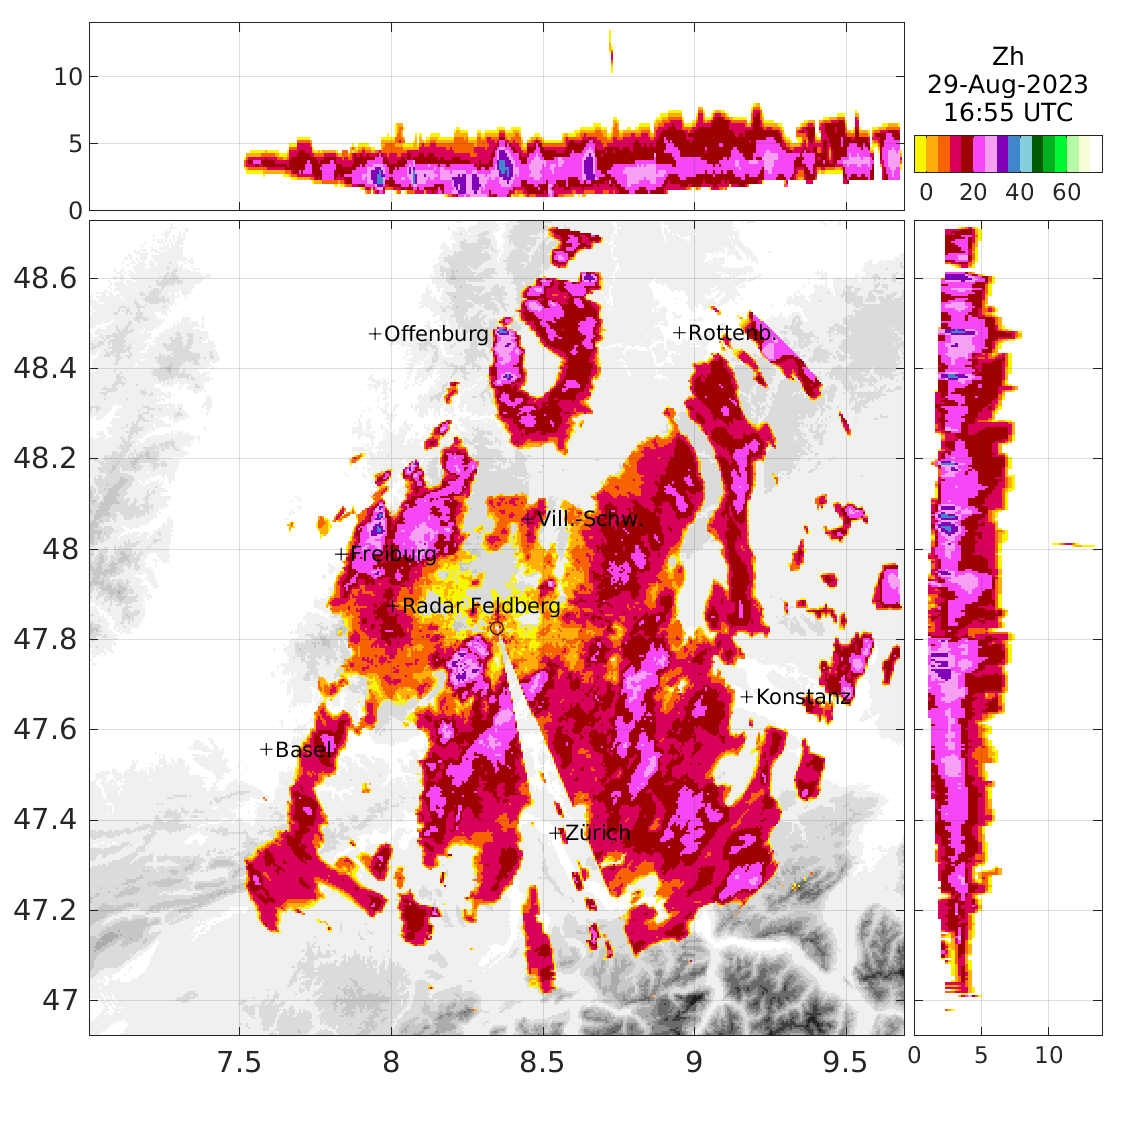 Zh
29-Aug-2023
16:55 UTC
10
5
0
0
20
40
60
48.6
+Offenburg
+Rottenb.
48.4
48.2
+Vill.-Schw.
48
+Freiburg
+Radar Feldberg
47.8
+Konstanz
47.6
+Basel
47.4
+Zürich
47.2
47
7.5
8
8.5
9
9.5
0
5
10